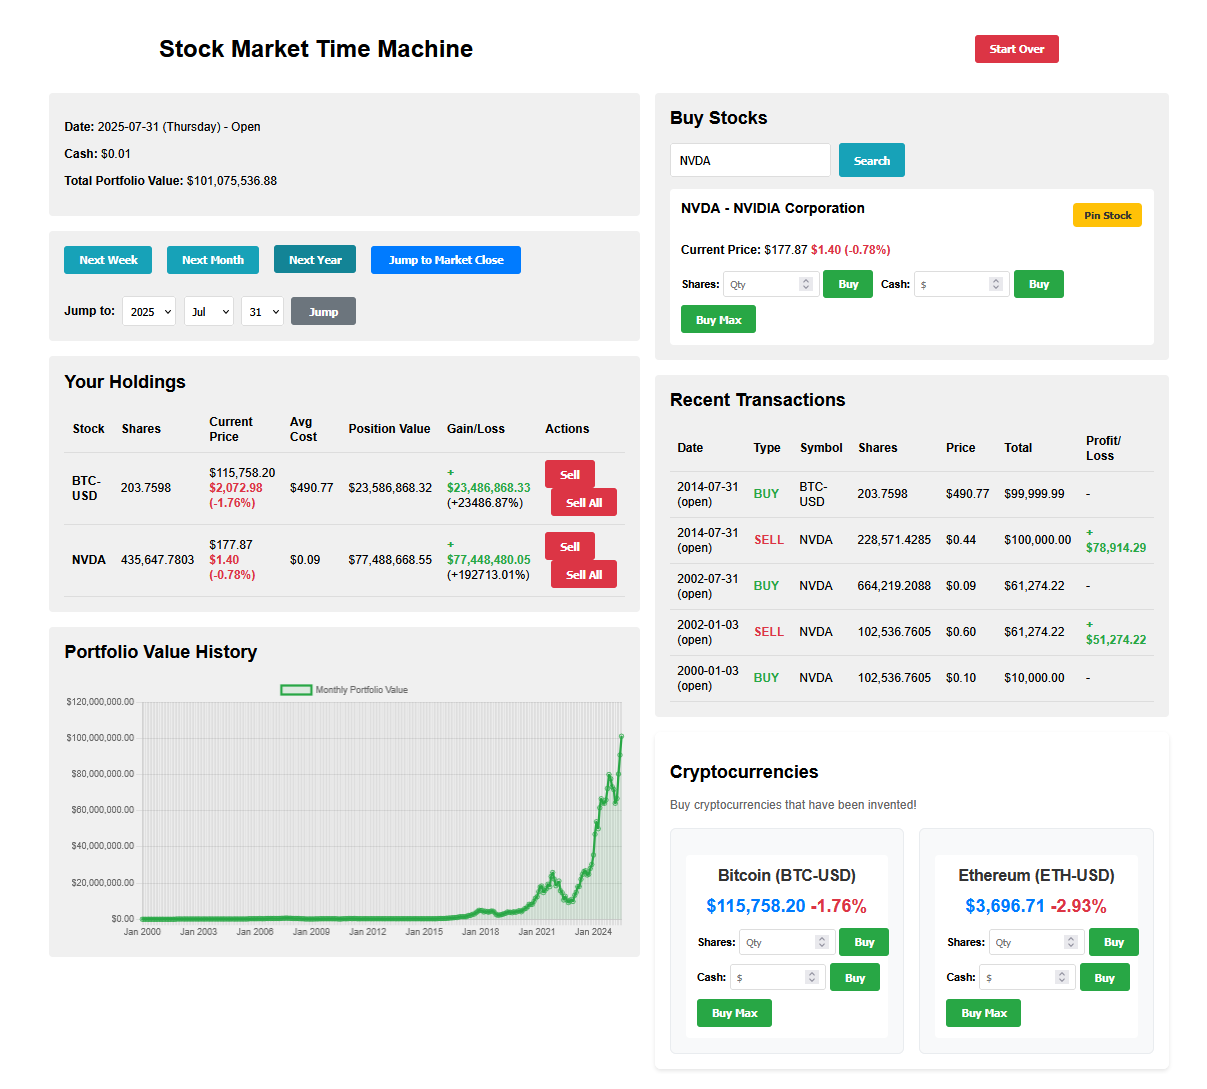 Stock Market Time Machine
Start Over
Date: 2025-07-31 (Thursday) - Open
Cash: $0.01
Total Portfolio Value: $101,075,536.88
Next Week Next Month Next Year Jump to Market Close
Jump to: 2025 Jul 31 Jump
Your Holdings
Stock Shares Current Price Avg Cost Position Value Gain/Loss Actions
BTC-USD 203.7598 $115,758.20 $2,072.98 (-1.76%) $490.77 $23,586,868.32 + $23,486,868.33 (+23486.87%) Sell Sell All
NVDA 435,647.7803 $177.87 $1.40 (-0.78%) $0.09 $77,488,668.55 + $77,448,480.05 (+192713.01%) Sell Sell All
Portfolio Value History
Monthly Portfolio Value
$120,000,000.00
$100,000,000.00
$80,000,000.00
$60,000,000.00
$40,000,000.00
$20,000,000.00
$0.00
Jan 2000 Jan 2003 Jan 2006 Jan 2009 Jan 2012 Jan 2015 Jan 2018 Jan 2021 Jan 2024
Buy Stocks
NVDA Search
NVDA - NVIDIA Corporation
Pin Stock
Current Price: $177.87 $1.40 (-0.78%)
Shares: Qty Buy Cash: $ Buy
Buy Max
Recent Transactions
Date Type Symbol Shares Price Total Profit/ Loss
2014-07-31 (open) BUY BTC-USD 203.7598 $490.77 $99,999.99 -
2014-07-31 (open) SELL NVDA 228,571.4285 $0.44 $100,000.00 + $78,914.29
2002-07-31 (open) BUY NVDA 664,219.2088 $0.09 $61,274.22 -
2002-01-03 (open) SELL NVDA 102,536.7605 $0.60 $61,274.22 + $51,274.22
2000-01-03 (open) BUY NVDA 102,536.7605 $0.10 $10,000.00 -
Cryptocurrencies
Buy cryptocurrencies that have been invented!
Bitcoin (BTC-USD)
$115,758.20 -1.76%
Shares: Qty Buy
Cash: $ Buy
Buy Max
Ethereum (ETH-USD)
$3,696.71 -2.93%
Shares: Qty Buy
Cash: $ Buy
Buy Max